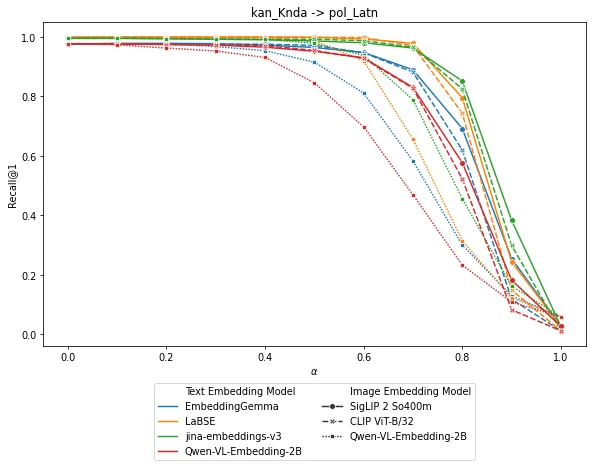 kan_Knda -> pol_Latn
Recall@1
1.0
0.8
0.6
0.4
0.2
0.0
0.0 0.2 0.4 0.6 0.8 1.0
α
Text Embedding Model Image Embedding Model
EmbeddingGemma SigLIP 2 So400m
LaBSE CLIP ViT-B/32
jina-embeddings-v3 Qwen-VL-Embedding-2B
Qwen-VL-Embedding-2B